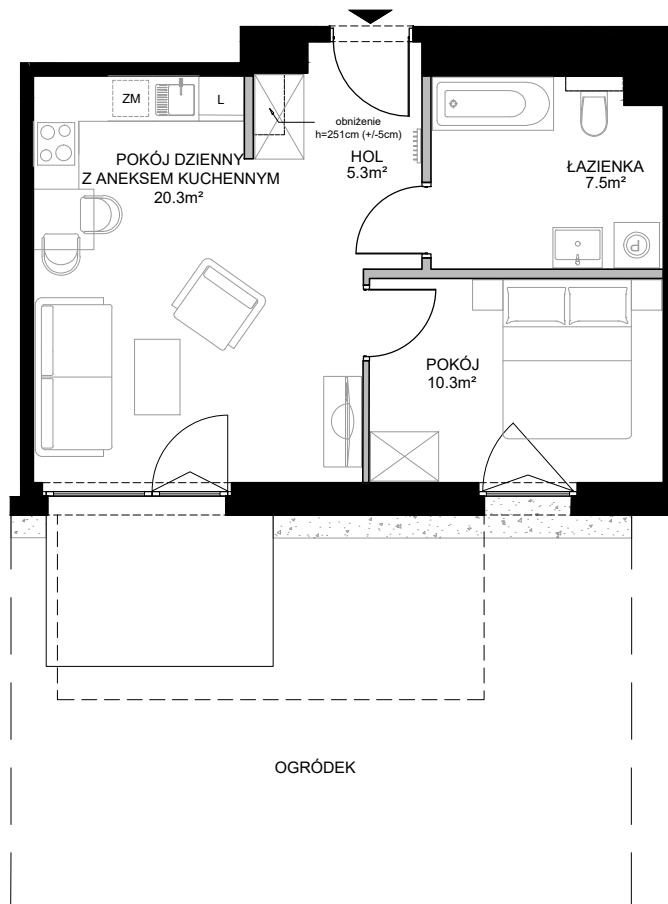 ZM
L
obniżenie
h=251cm (+/-5cm)
POKÓJ DZIENNY
Z ANEKSEM KUCHENNYM
20.3m²
HOL
5.3m²
ŁAZIENKA
7.5m²
P
POKÓJ
10.3m²
OGRÓDEK